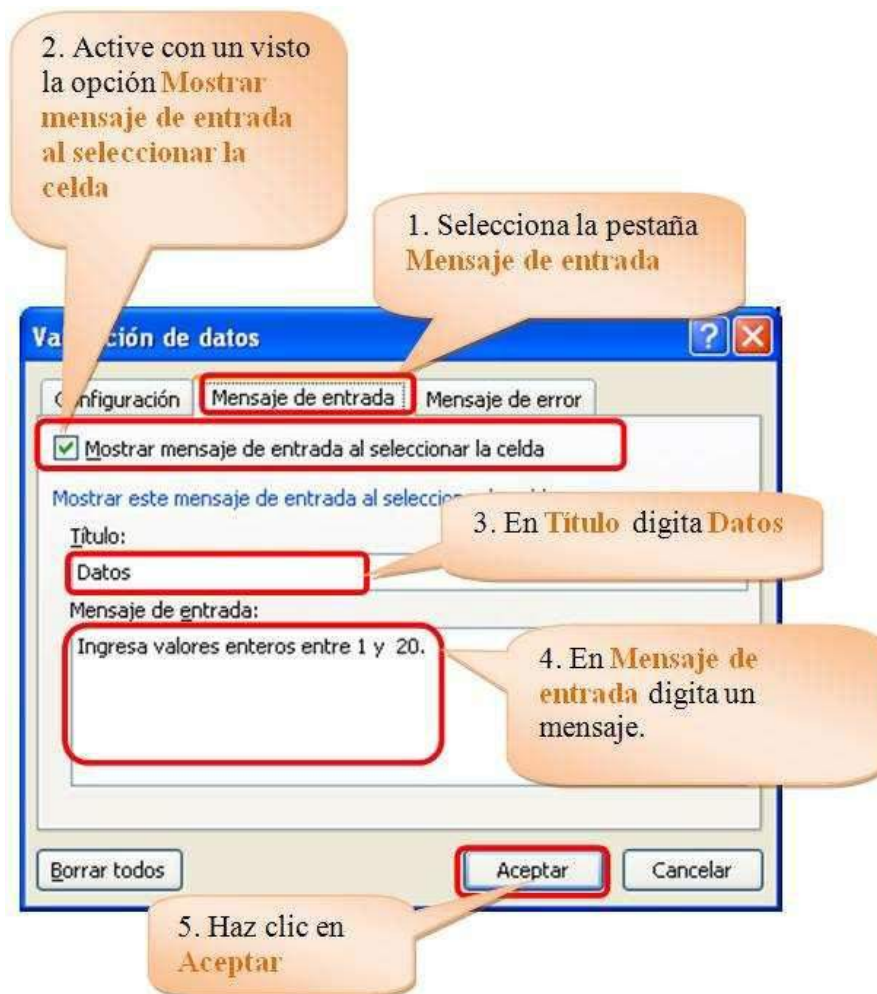 2. Active con un visto
la opción Mostrar
mensaje de entrada
al seleccionar la
celda
1. Selecciona la pestaña
Mensaje de entrada
Va ción de datos
nfiguración Mensaje de entrada Mensaje de error
Mostrar mensaje de entrada al seleccionar la celda
Mostrar este mensaje de entrada al seleccion
3. En Título digita Datos
Título:
Datos
Mensaje de entrada:
Ingresa valores enteros entre 1 y 20.
4. En Mensaje de
entrada digita un
mensaje.
Borrar todos Aceptar Cancelar
5. Haz clic en
Aceptar